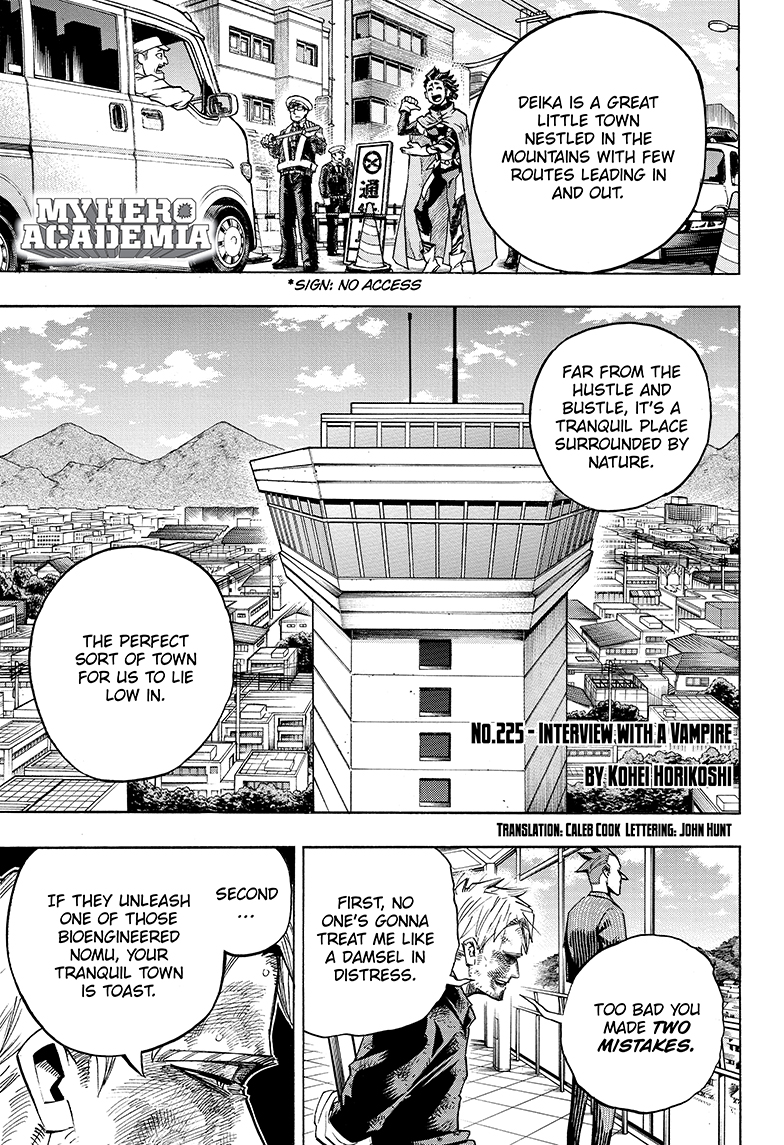 DEIKA IS A GREAT
LITTLE TOWN
NESTLED IN THE
MOUNTAINS WITH FEW
ROUTES LEADING IN
AND OUT.
通
MY HERO
ACADEMIA
*SIGN: NO ACCESS
FAR FROM THE
HUSTLE AND
BUSTLE, IT'S A
TRANQUIL PLACE
SURROUNDED BY
NATURE.
THE PERFECT
SORT OF TOWN
FOR US TO LIE
LOW IN.
No.225 - INTERVIEW WITH A VAMPIRE
BY KOHEI HORIKOSHI
TRANSLATION: CALEB COOK LETTERING: JOHN HUNT
TOO BAD YOU
MADE TWO
MISTAKES.
FIRST, NO
ONE'S GONNA
TREAT ME LIKE
A DAMSEL IN
DISTRESS.
SECOND
...
IF THEY UNLEASH
ONE OF THOSE
BIOENGINEERED
NOMU, YOUR
TRANQUIL TOWN
IS TOAST.